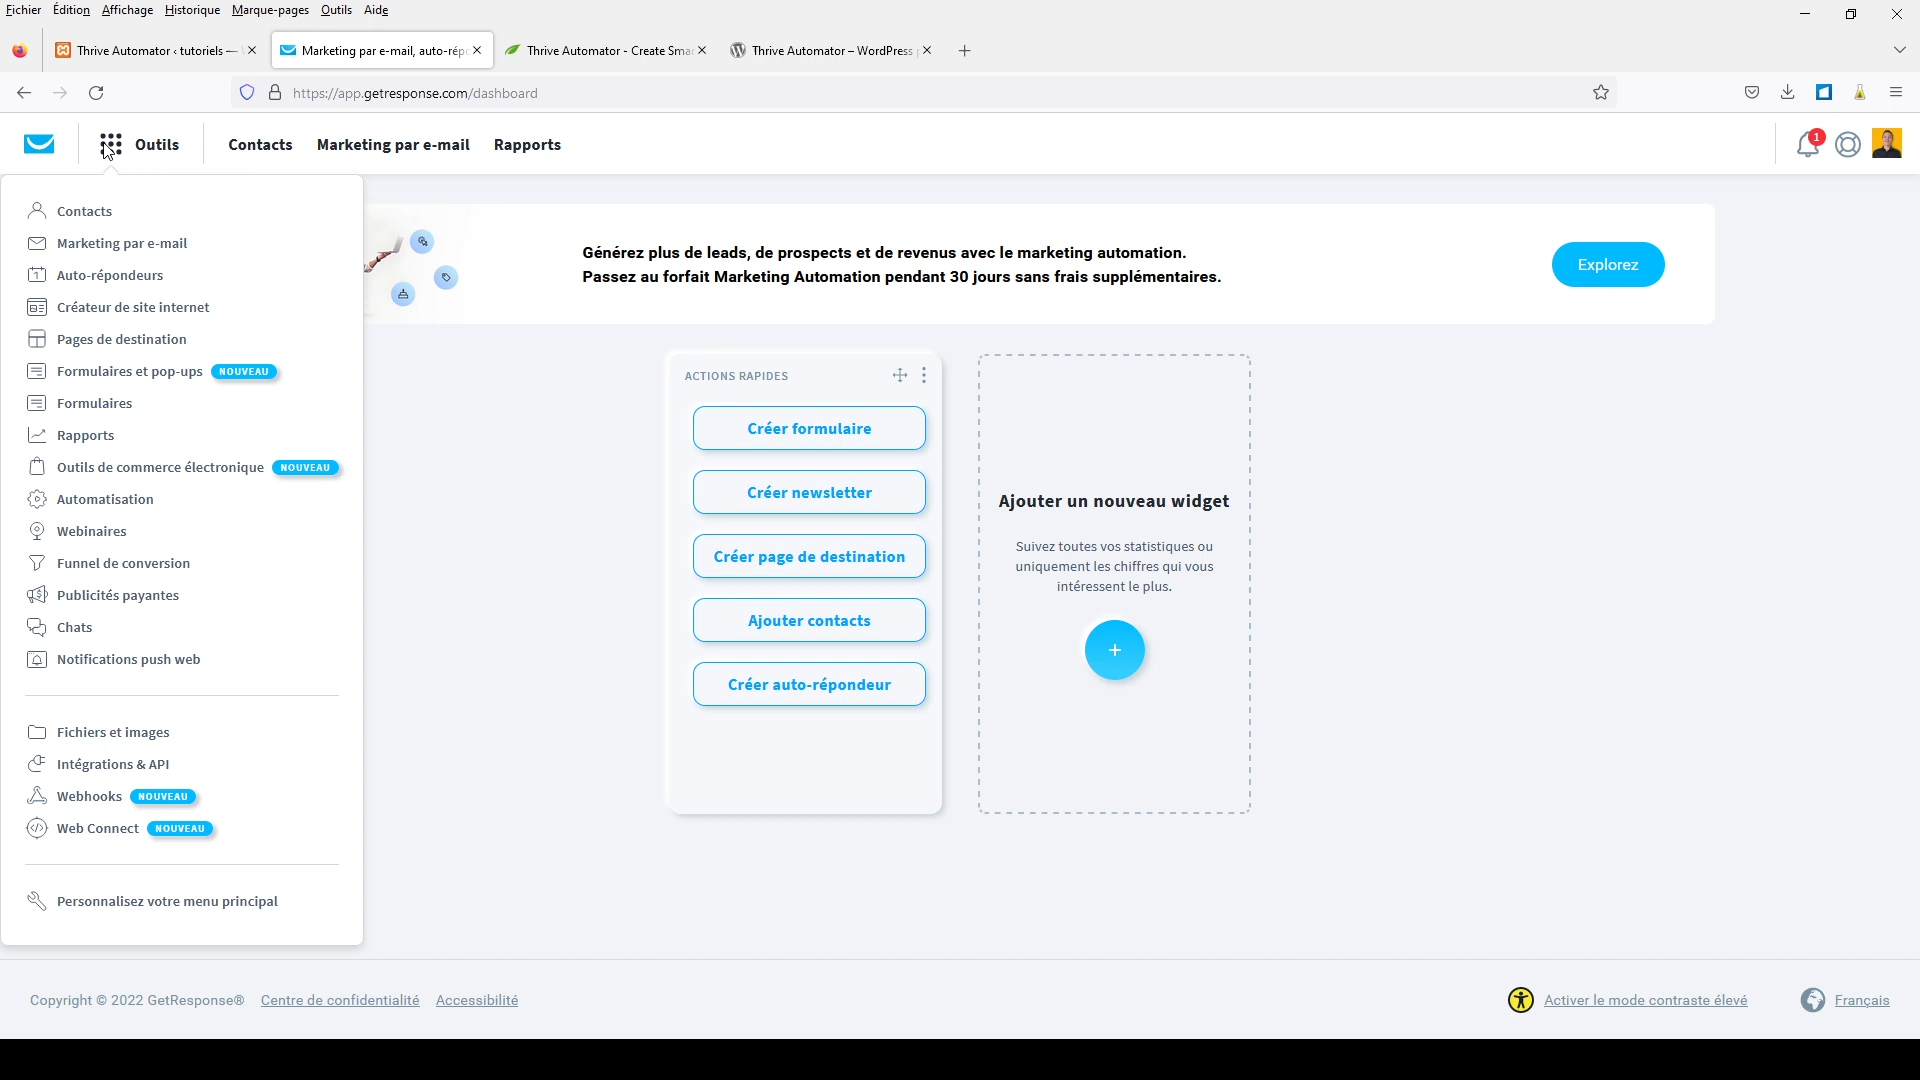 Fichier Édition Affichage Historique Marque-pages Outils Aide
Thrive Automator ‹ tutoriels —
Marketing par e-mail, auto-répo
Thrive Automator - Create Smar
Thrive Automator – WordPress
https://app.getresponse.com/dashboard
Outils
Contacts
Marketing par e-mail
Rapports
1
Contacts
Marketing par e-mail
Auto-répondeurs
Créateur de site internet
Pages de destination
Formulaires et pop-ups NOUVEAU
Formulaires
Rapports
Outils de commerce électronique NOUVEAU
Automatisation
Webinaires
Funnel de conversion
Publicités payantes
Chats
Notifications push web
Fichiers et images
Intégrations & API
Webhooks NOUVEAU
Web Connect NOUVEAU
Personnalisez votre menu principal
Générez plus de leads, de prospects et de revenus avec le marketing automation.
Passez au forfait Marketing Automation pendant 30 jours sans frais supplémentaires.
Explorez
ACTIONS RAPIDES
Créer formulaire
Créer newsletter
Créer page de destination
Ajouter contacts
Créer auto-répondeur
Ajouter un nouveau widget
Suivez toutes vos statistiques ou
uniquement les chiffres qui vous
intéressent le plus.
+
Copyright © 2022 GetResponse® Centre de confidentialité Accessibilité
Activer le mode contraste élevé
Français